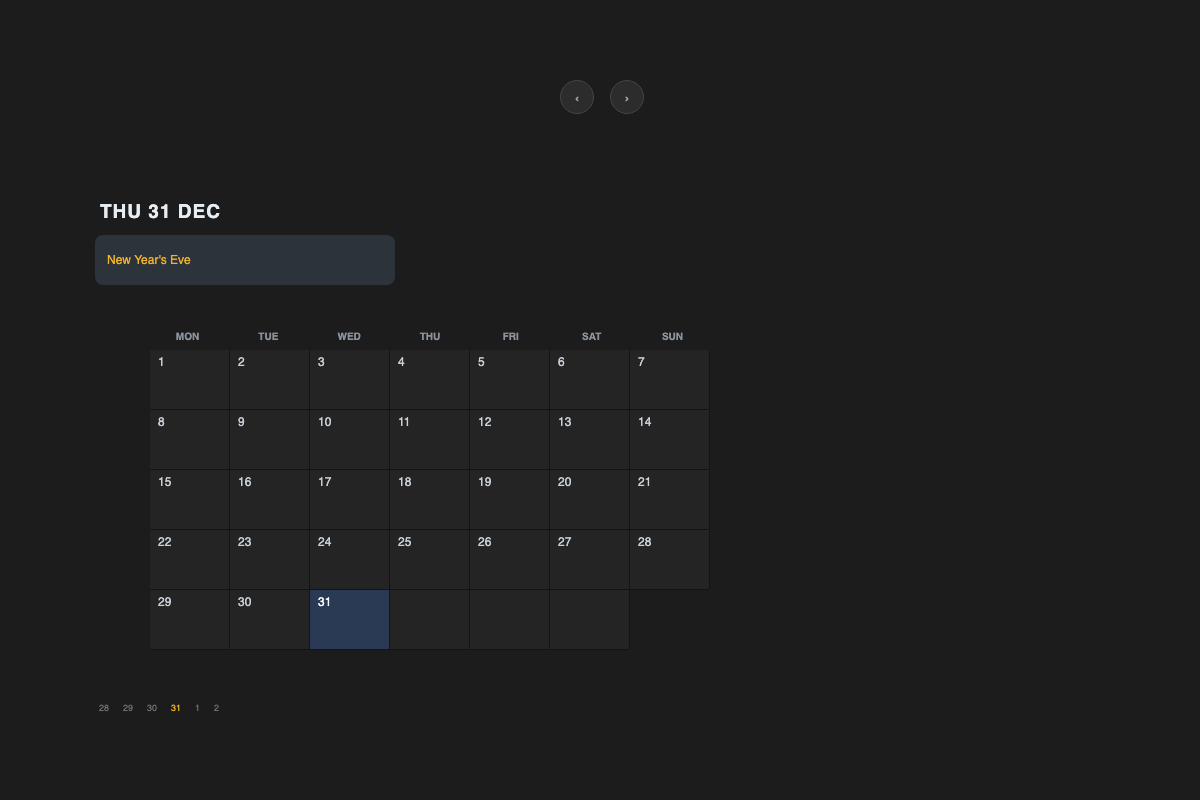 ‹ ›
THU 31 DEC
New Year's Eve
MON TUE WED THU FRI SAT SUN
1 2 3 4 5 6 7
8 9 10 11 12 13 14
15 16 17 18 19 20 21
22 23 24 25 26 27 28
29 30 31
28 29 30 31 1 2